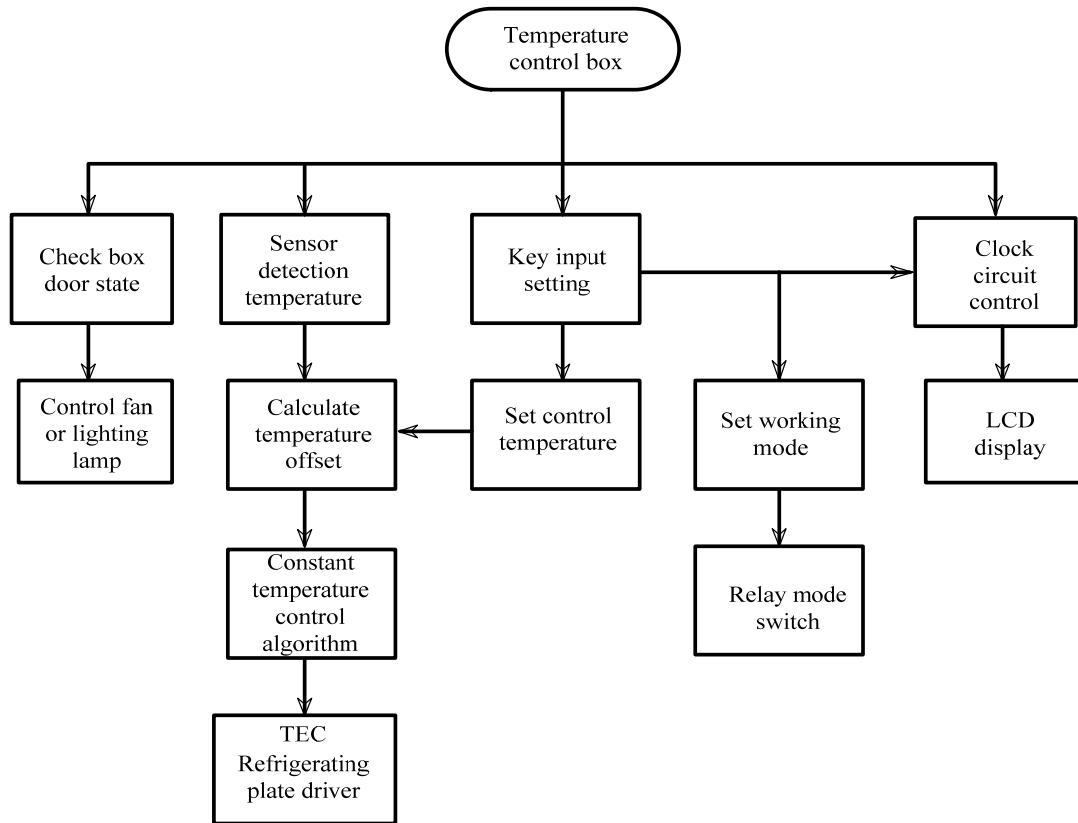 Temperature
control box
Check box
door state
Sensor
detection
temperature
Key input
setting
Clock
circuit
control
Control fan
or lighting
lamp
Calculate
temperature
offset
Set control
temperature
Set working
mode
LCD
display
Constant
temperature
control
algorithm
Relay mode
switch
TEC
Refrigerating
plate driver